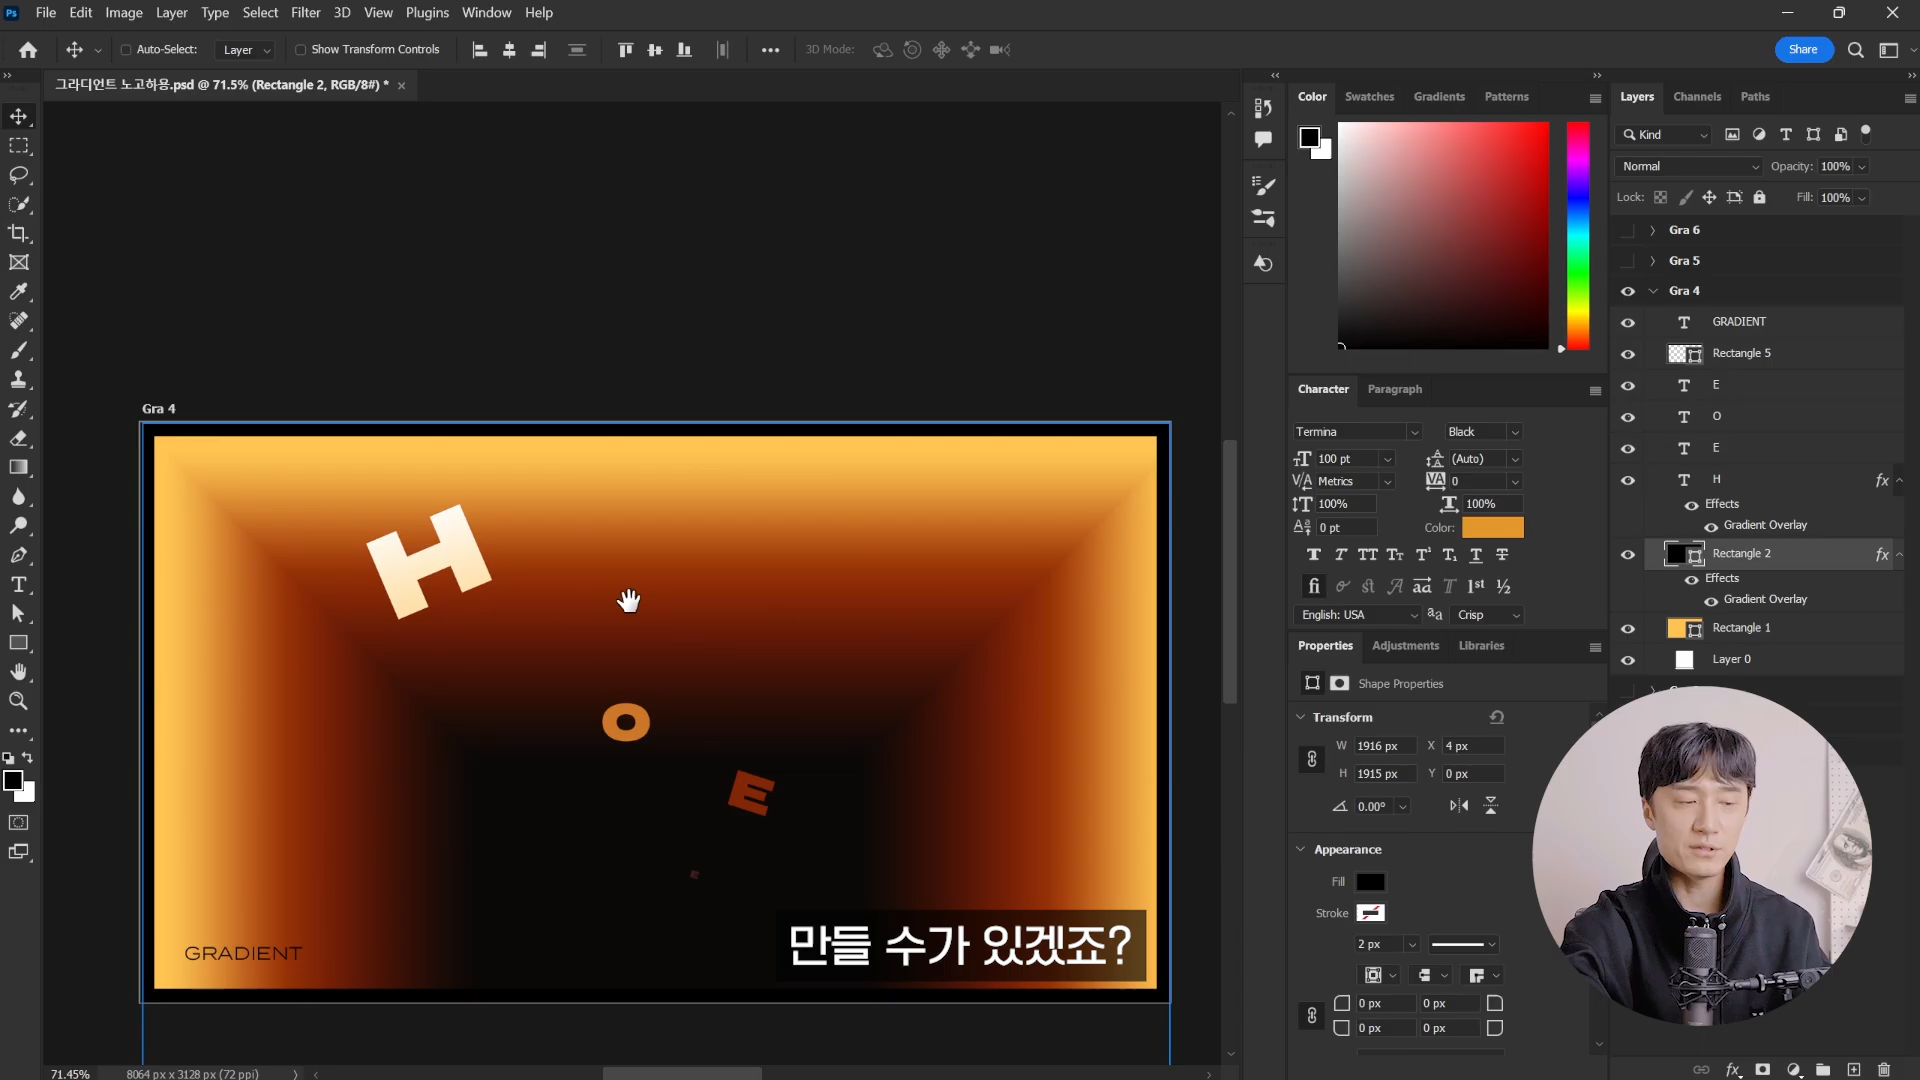 Ps File Edit Image Layer Type Select Filter 3D View Plugins Window Help
Auto-Select: Layer Show Transform Controls 3D Mode: Share
그라디언트 노고하용.psd @ 71.5% (Rectangle 2, RGB/8#) *
Gra 4
H
O
E
E
GRADIENT
만들 수가 있겠죠?
71.45% 8064 px x 3128 px (72 ppi)
Color Swatches Gradients Patterns
Character Paragraph
Termina Black
100 pt (Auto)
Metrics 0
100% 100%
0 pt Color:
English: USA Crisp
Properties Adjustments Libraries
Shape Properties
Transform
W 1916 px X 4 px
H 1915 px Y 0 px
0.00°
Appearance
Fill
Stroke
2 px
0 px 0 px
0 px 0 px
Layers Channels Paths
Kind
Normal Opacity: 100%
Lock: Fill: 100%
Gra 6
Gra 5
Gra 4
GRADIENT
Rectangle 5
E
O
E
H fx
Effects
Gradient Overlay
Rectangle 2 fx
Effects
Gradient Overlay
Rectangle 1
Layer 0
fx